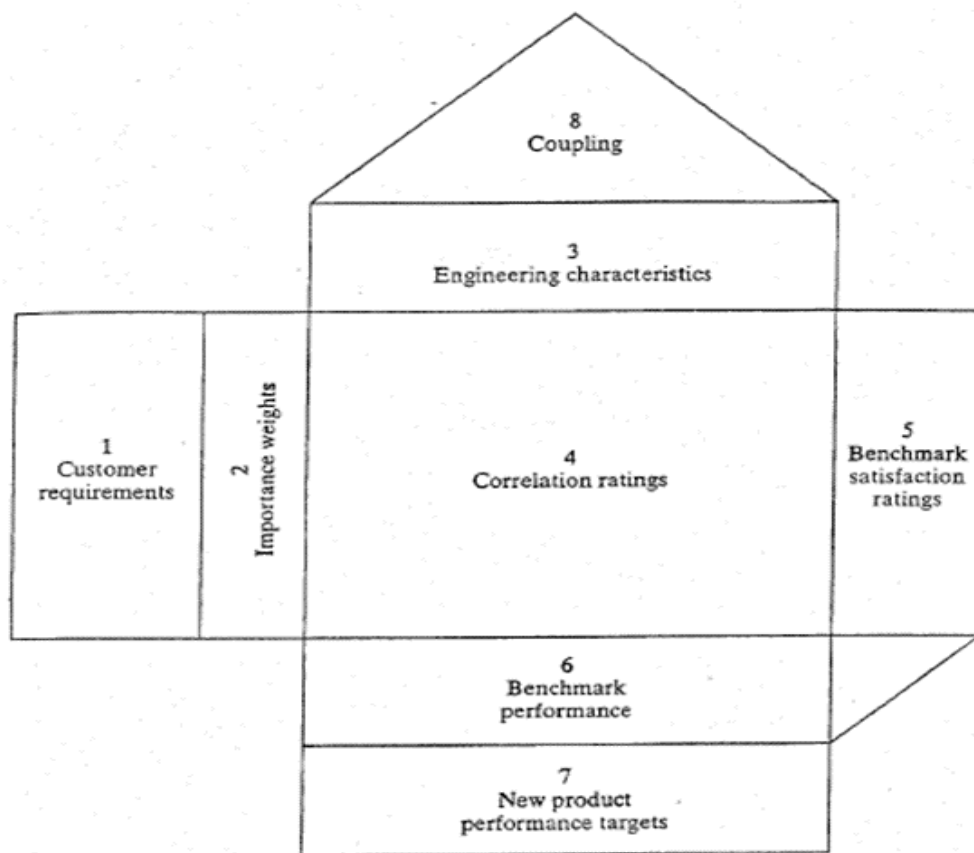 8
Coupling
3
Engineering characteristics
1
Customer
requirements
2
Importance weights
4
Correlation ratings
5
Benchmark
satisfaction
ratings
6
Benchmark
performance
7
New product
performance targets